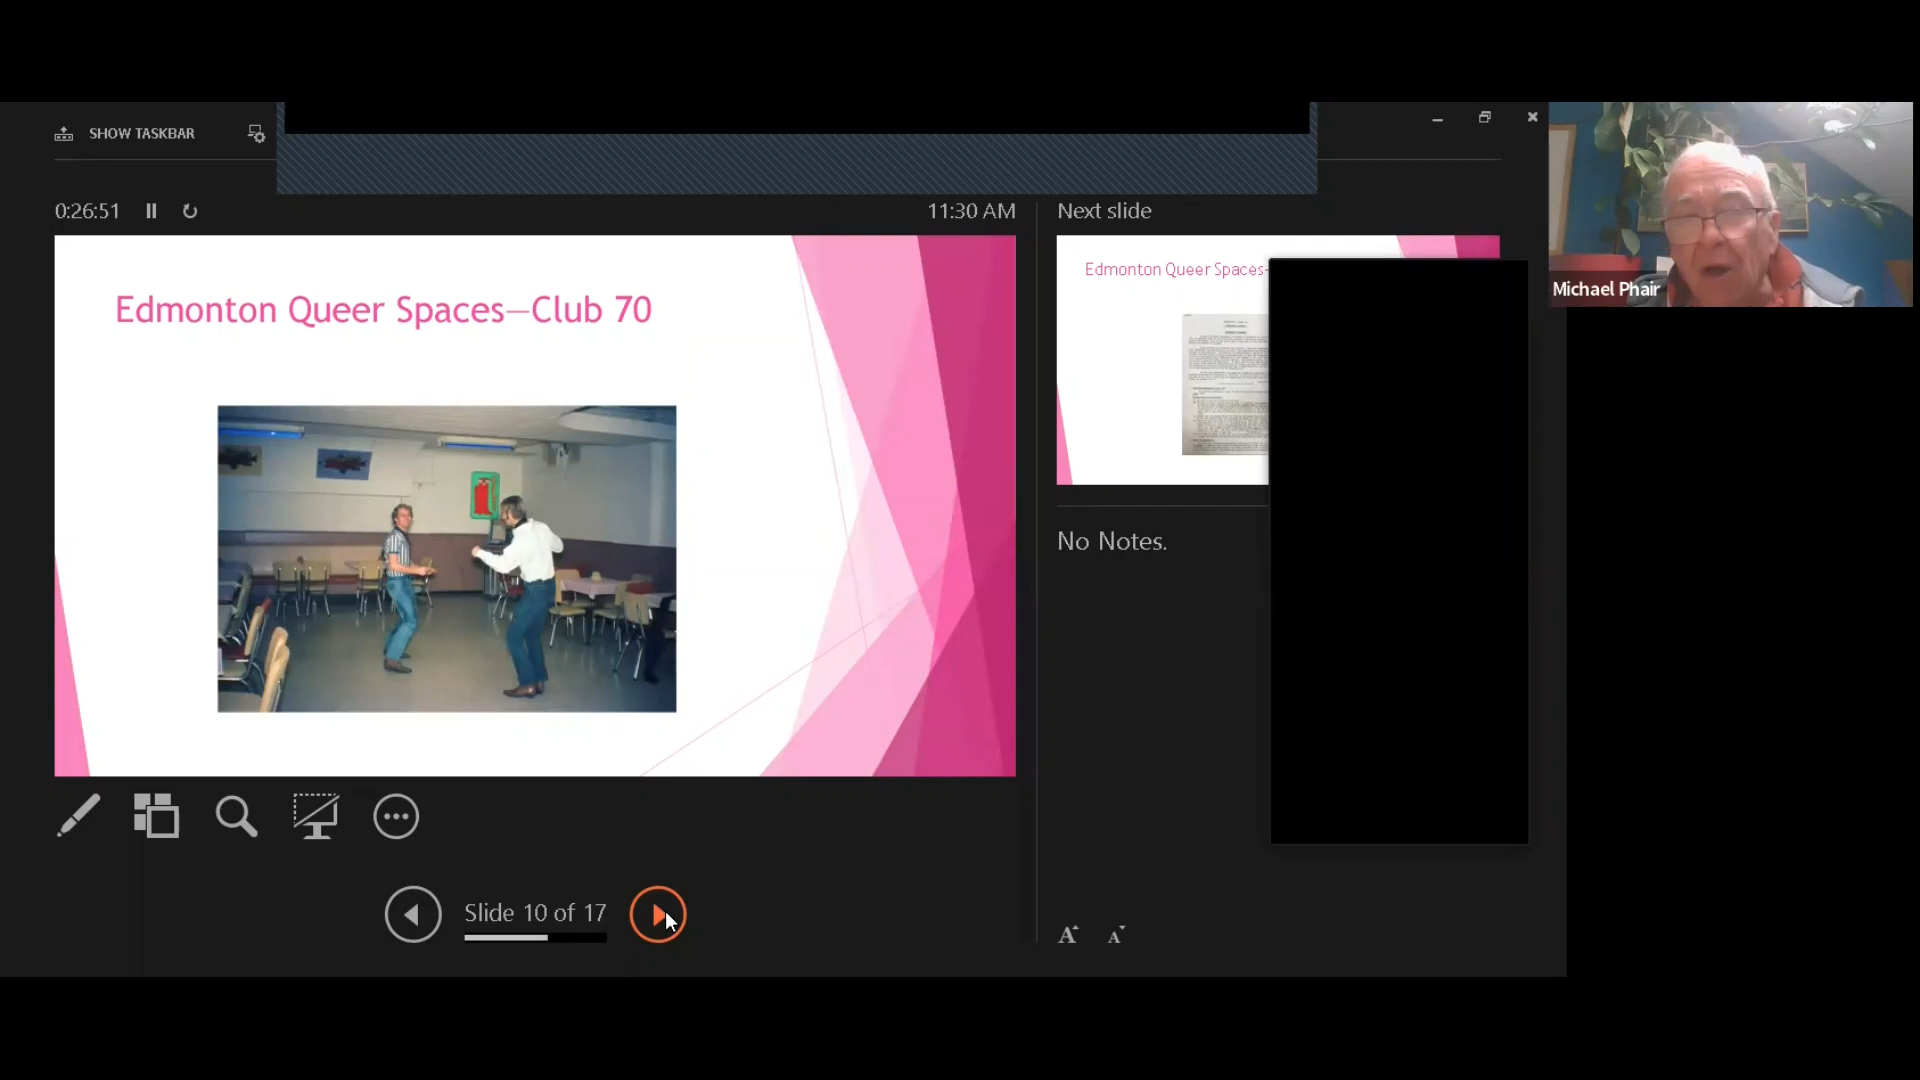 SHOW TASKBAR
0:26:51
11:30 AM
Next slide
Edmonton Queer Spaces—Club 70
Edmonton Queer Spaces-
No Notes.
Slide 10 of 17
A
A
Michael Phair